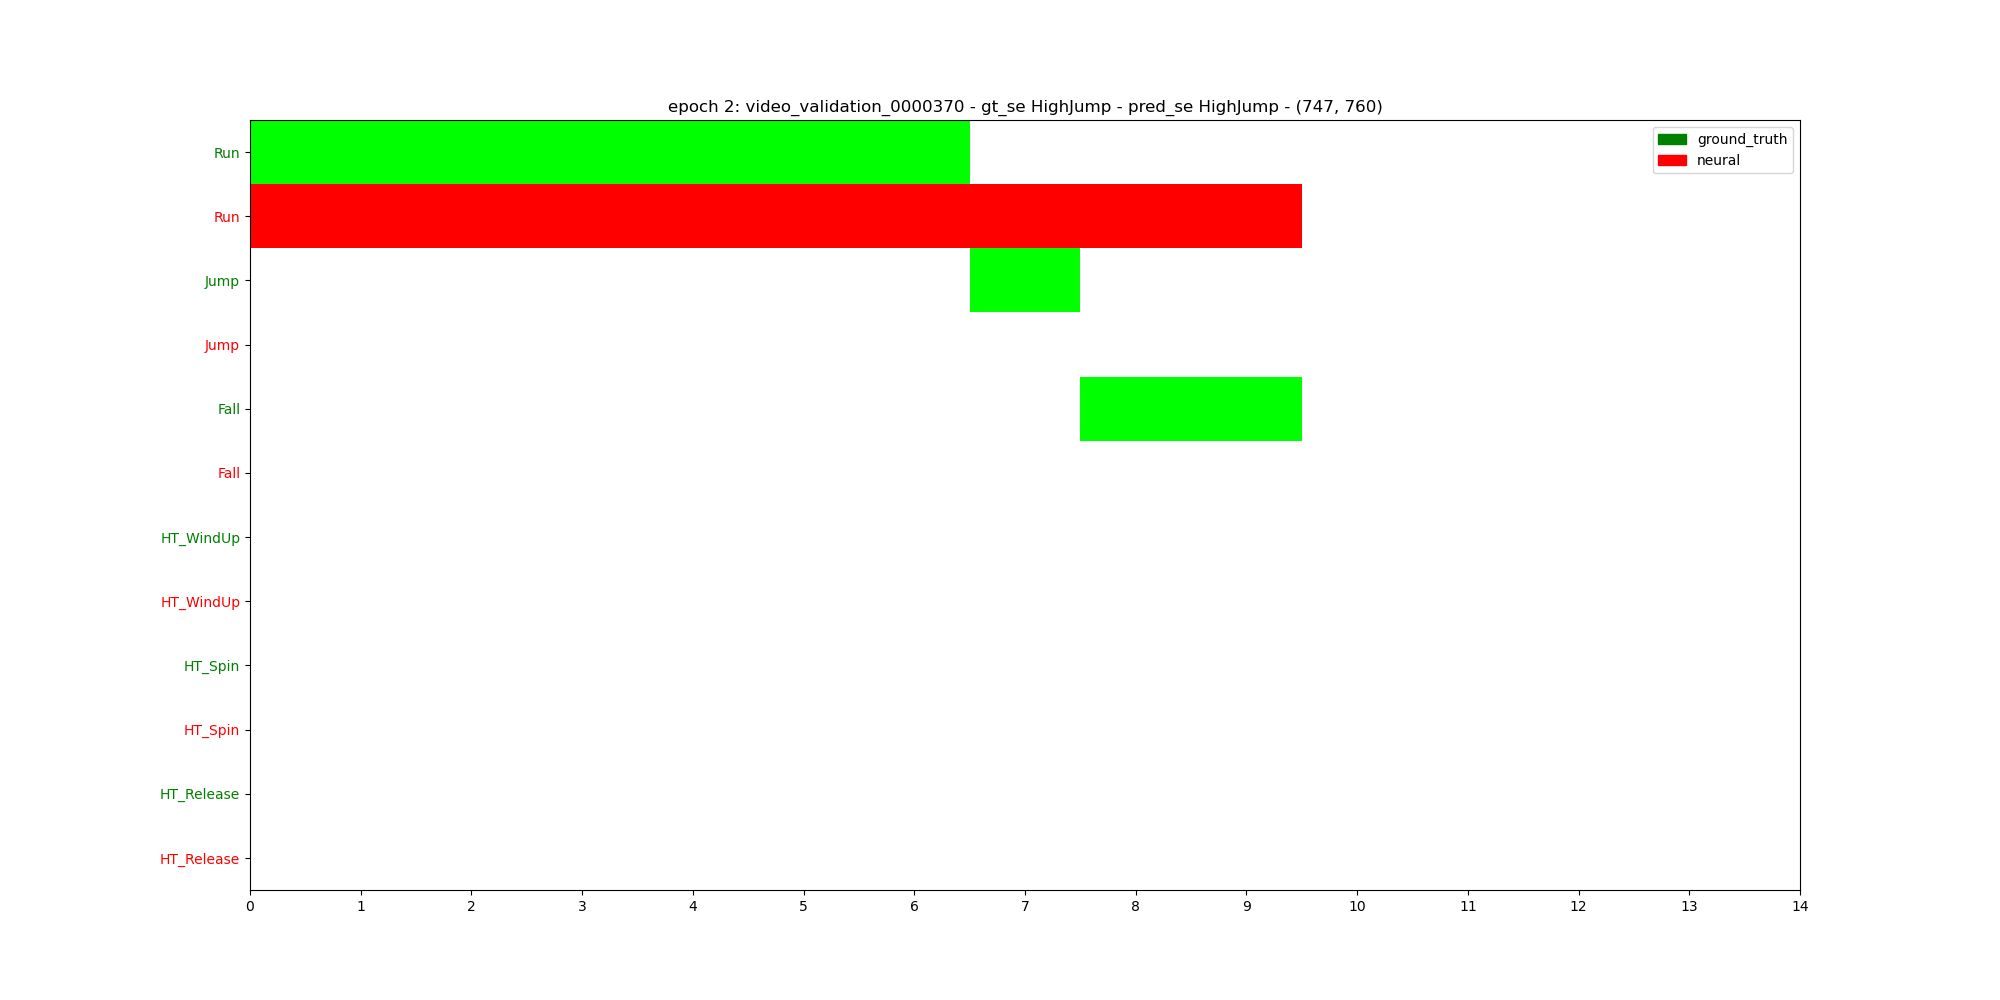 epoch 2: video_validation_0000370 - gt_se HighJump - pred_se HighJump - (747, 760)
ground_truth
neural
Run
Run
Jump
Jump
Fall
Fall
HT_WindUp
HT_WindUp
HT_Spin
HT_Spin
HT_Release
HT_Release
0 1 2 3 4 5 6 7 8 9 10 11 12 13 14